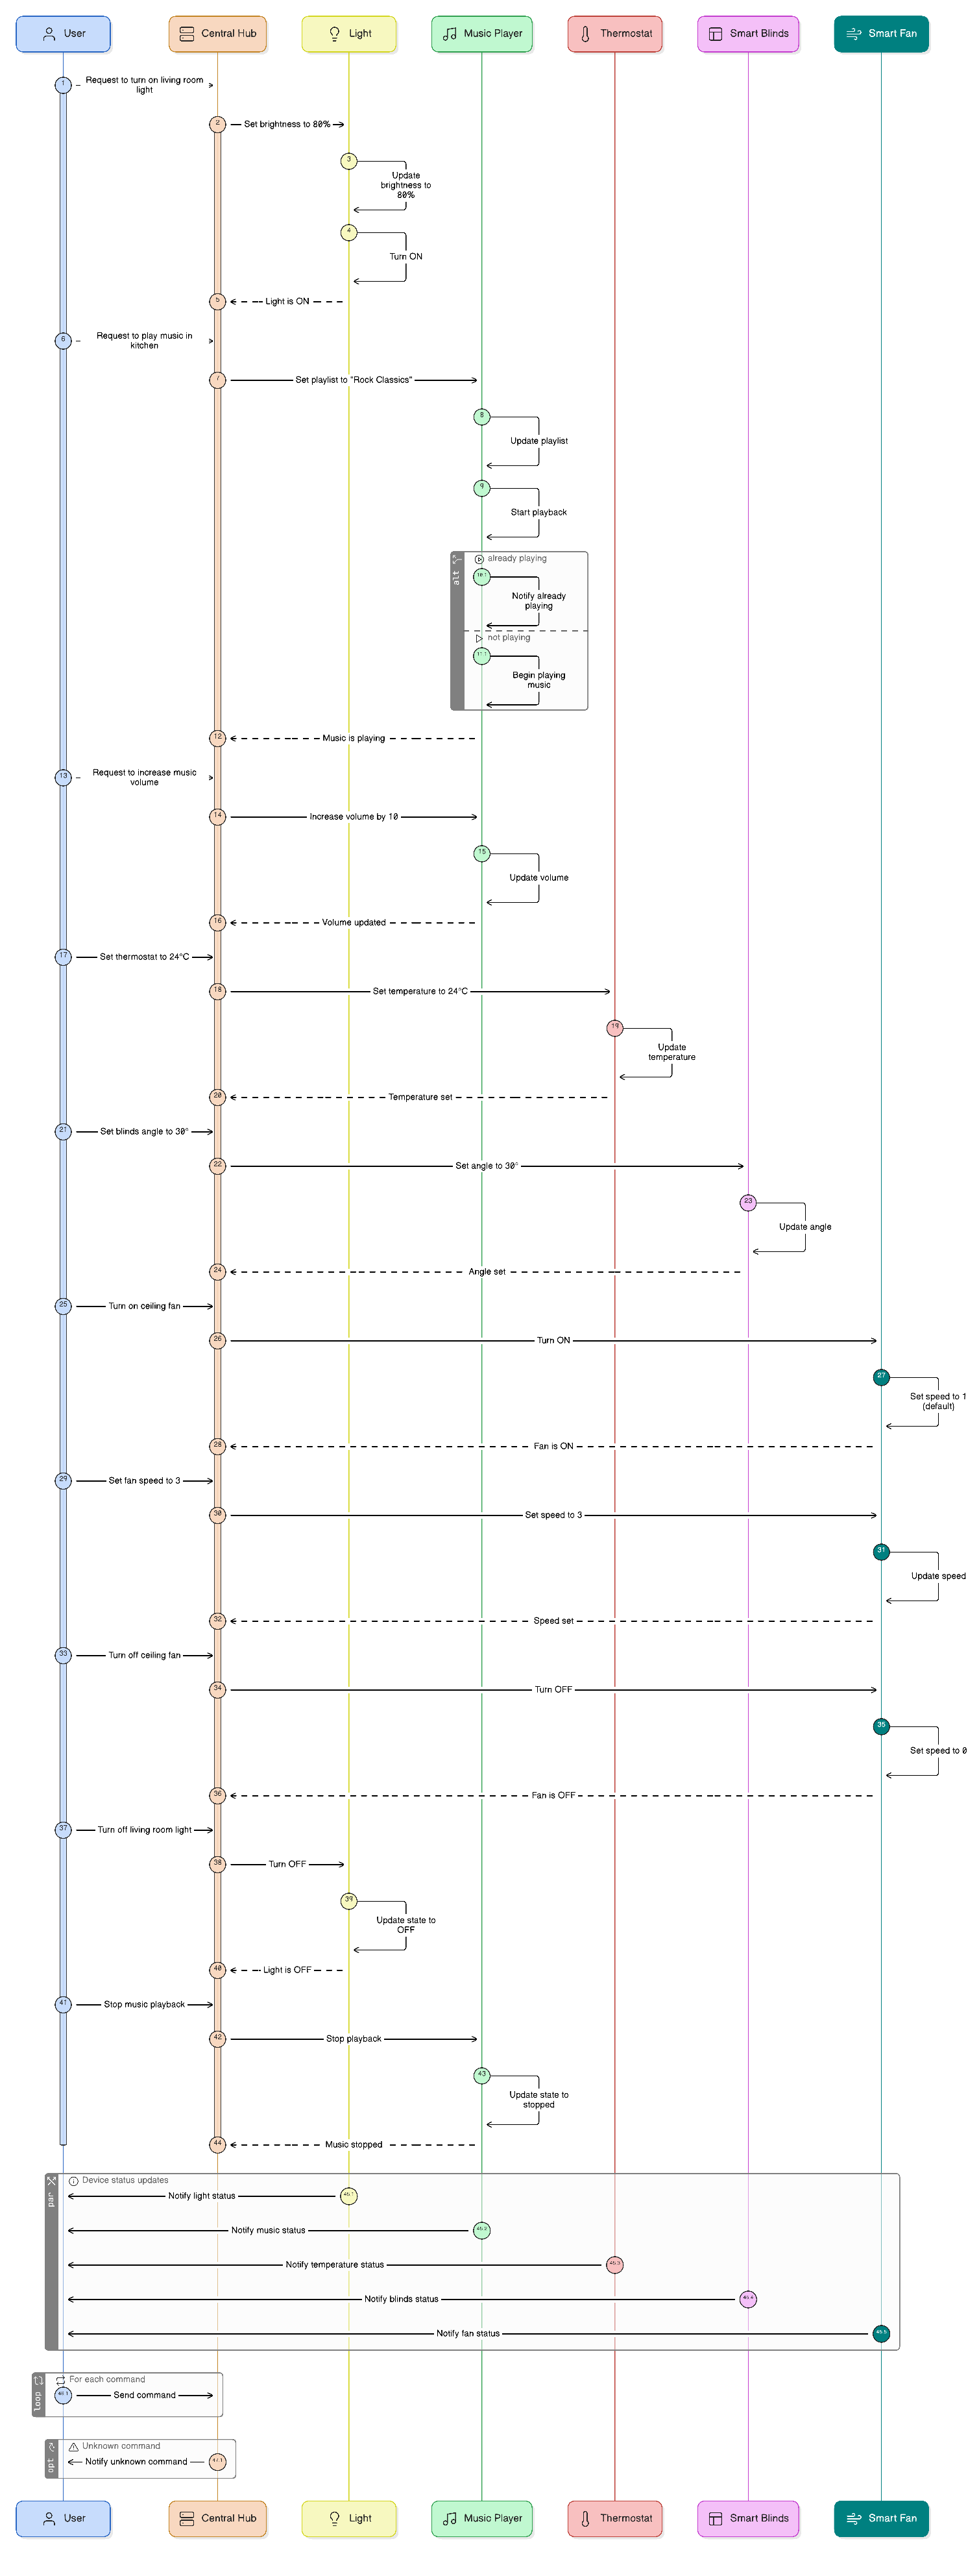 User
Central Hub
Light
Music Player
Thermostat
Smart Blinds
Smart Fan
1
Request to turn on living room
light
2
Set brightness to 80%
3
Update
brightness to
80%
4
Turn ON
5
Light is ON
6
Request to play music in
kitchen
7
Set playlist to "Rock Classics"
8
Update playlist
9
Start playback
alt
already playing
10.1
Notify already
playing
not playing
11.1
Begin playing
music
12
Music is playing
13
Request to increase music
volume
14
Increase volume by 10
15
Update volume
16
Volume updated
17
Set thermostat to 24°C
18
Set temperature to 24°C
19
Update
temperature
20
Temperature set
21
Set blinds angle to 30°
22
Set angle to 30°
23
Update angle
24
Angle set
25
Turn on ceiling fan
26
Turn ON
27
Set speed to 1
(default)
28
Fan is ON
29
Set fan speed to 3
30
Set speed to 3
31
Update speed
32
Speed set
33
Turn off ceiling fan
34
Turn OFF
35
Set speed to 0
36
Fan is OFF
37
Turn off living room light
38
Turn OFF
39
Update state to
OFF
40
Light is OFF
41
Stop music playback
42
Stop playback
43
Update state to
stopped
44
Music stopped
par
Device status updates
Notify light status
45.1
Notify music status
45.2
Notify temperature status
45.3
Notify blinds status
45.4
Notify fan status
45.5
loop
For each command
46.1
Send command
opt
Unknown command
Notify unknown command
47.1
User
Central Hub
Light
Music Player
Thermostat
Smart Blinds
Smart Fan